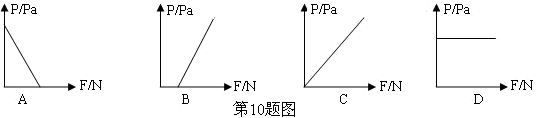 P/Pa P/Pa P/Pa P/Pa
F/N F/N F/N F/N
A B C D
第10题图